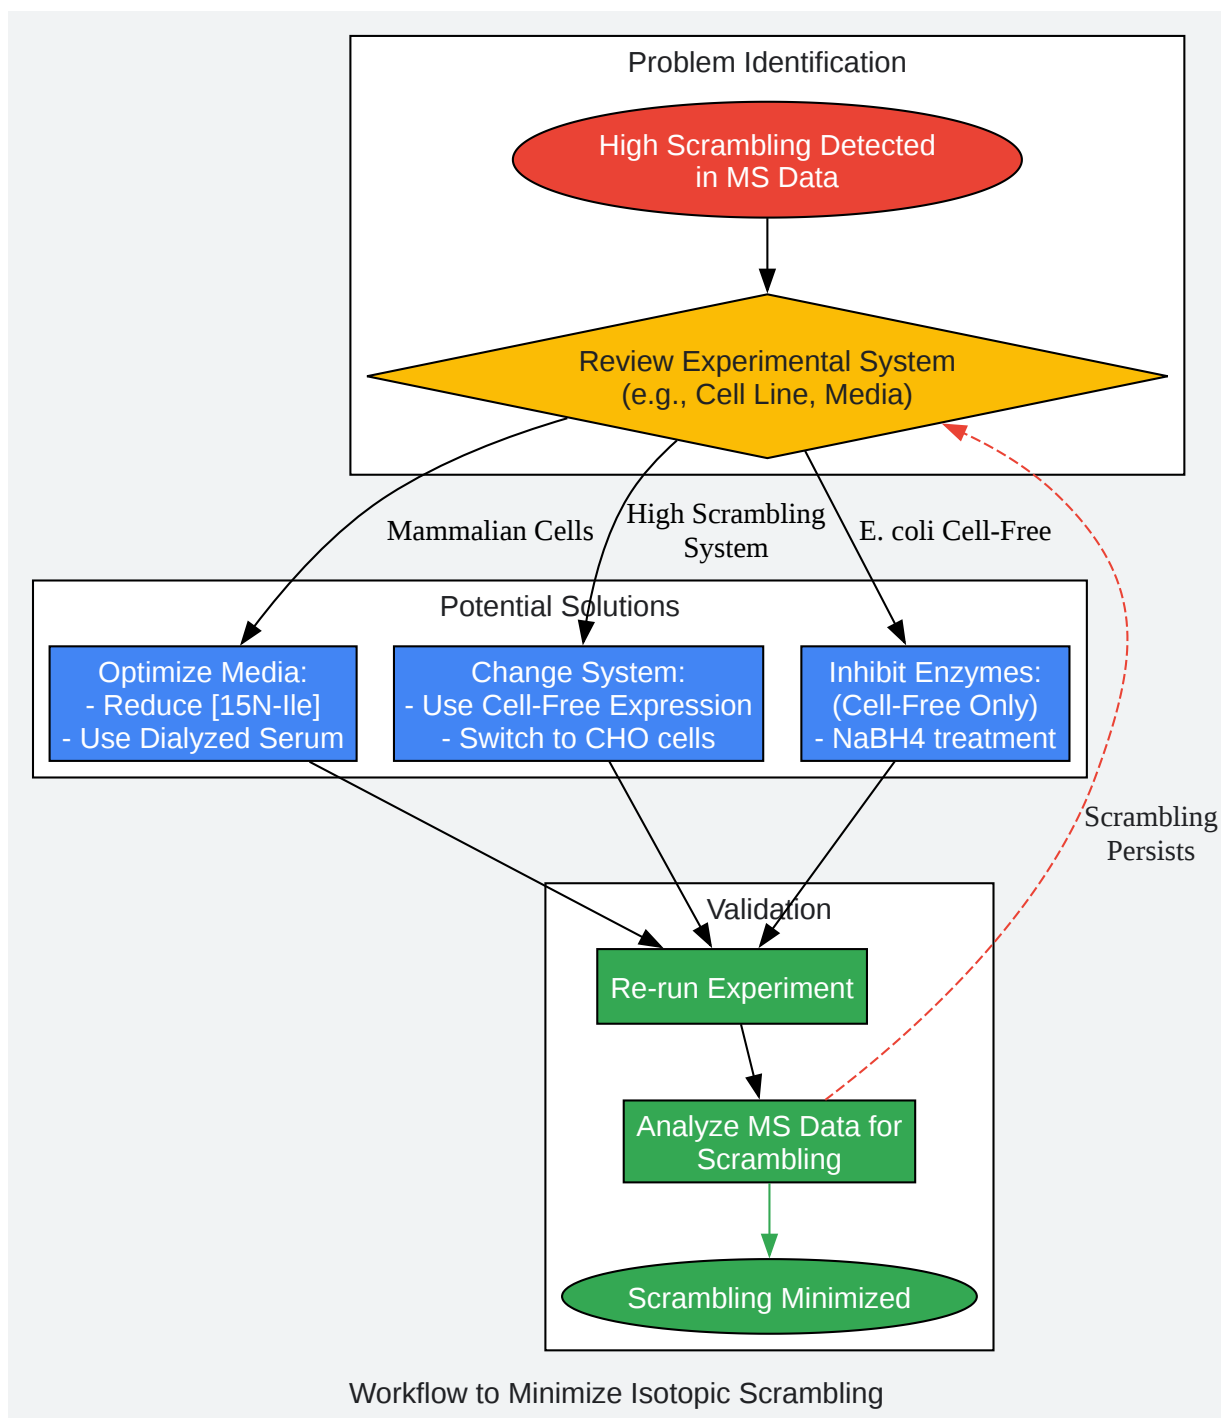 Problem Identification
High Scrambling Detected
in MS Data
Review Experimental System
(e.g., Cell Line, Media)
Mammalian Cells
High Scrambling
System
E. coli Cell-Free
Potential Solutions
Optimize Media:
- Reduce [15N-Ile]
- Use Dialyzed Serum
Change System:
- Use Cell-Free Expression
- Switch to CHO cells
Inhibit Enzymes:
(Cell-Free Only)
- NaBH4 treatment
Scrambling
Persists
Validation
Re-run Experiment
Analyze MS Data for
Scrambling
Scrambling Minimized
Workflow to Minimize Isotopic Scrambling